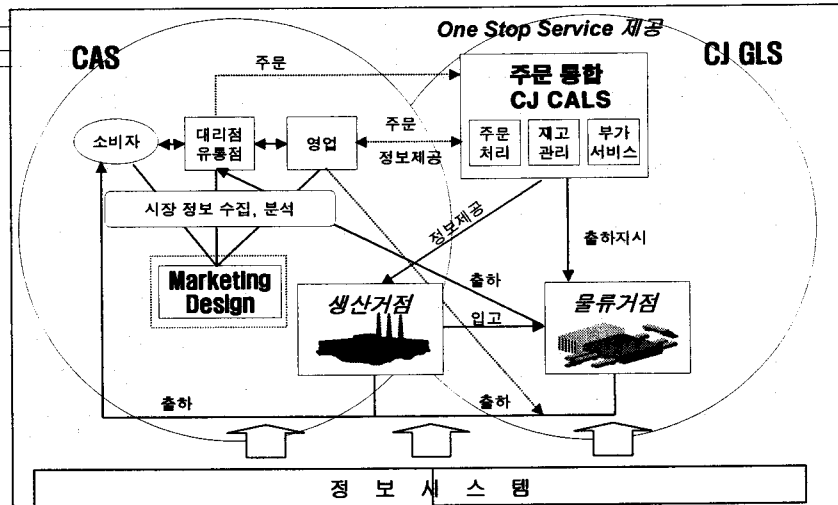 One Stop Service 제공
CAS
CJ GLS
주문
주문 통합
CJ CALS
주문
처리
재고
관리
부가
서비스
소비자
대리점
유통점
영업
주문
정보제공
시장 정보 수집, 분석
정보제공
출하지시
Marketing
Design
출하
생산거점
입고
물류거점
출하
출하
정 보 시 스 템